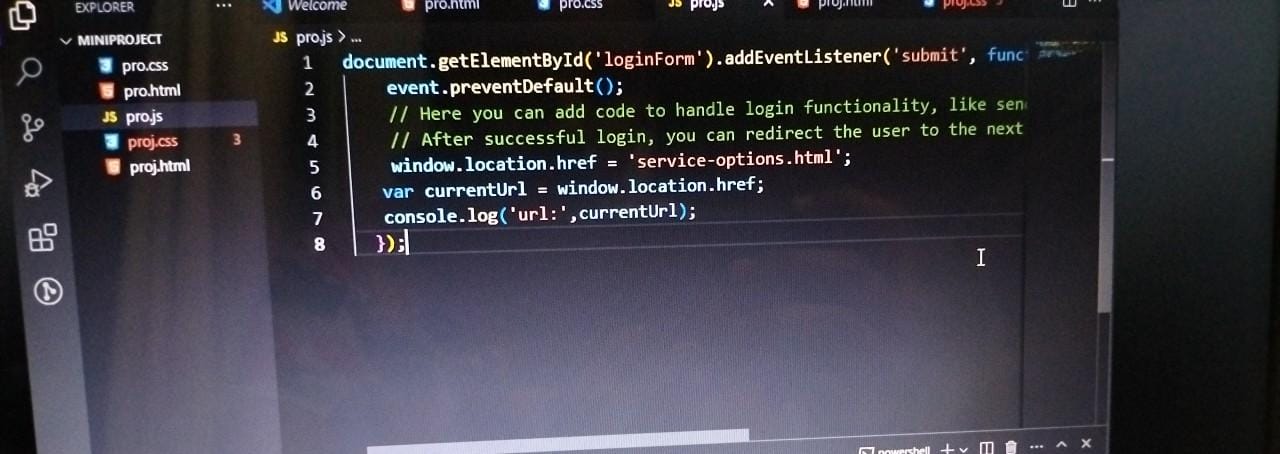 EXPLORER ...
Welcome pro.html pro.css JS pro.js proj.html proj.css 3
MINIPROJECT
pro.css
pro.html
JS pro.js
proj.css 3
proj.html
JS pro.js > ...
1 document.getElementById('loginForm').addEventListener('submit', func
2 event.preventDefault();
3 // Here you can add code to handle login functionality, like sen
4 // After successful login, you can redirect the user to the next
5 window.location.href = 'service-options.html';
6 var currentUrl = window.location.href;
7 console.log('url:',currentUrl);
8 });
powershell